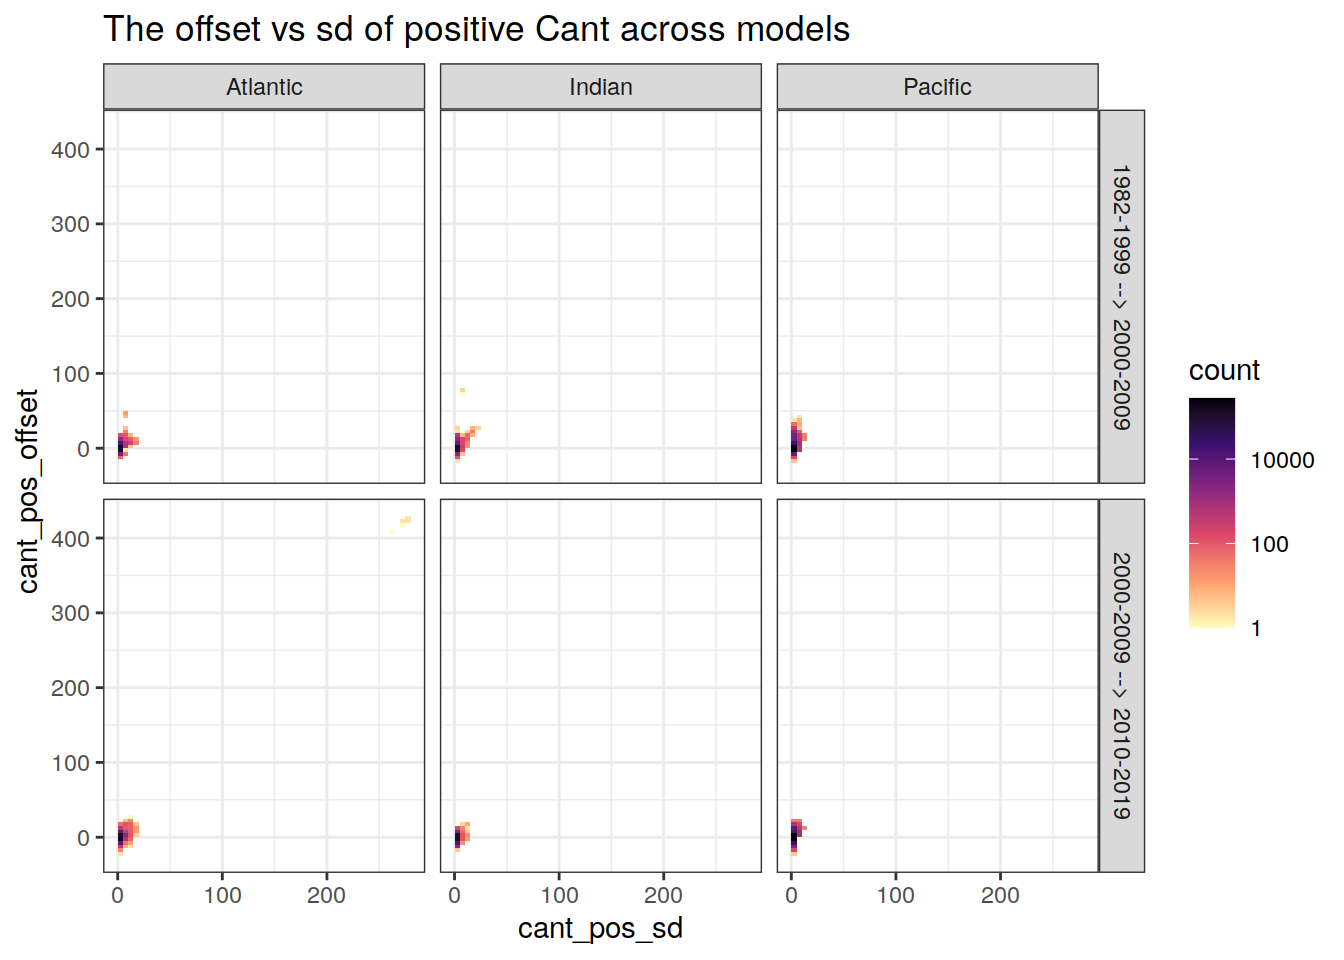 The offset vs sd of positive Cant across models
Atlantic
Indian
Pacific
400
300
200
100
0
1982-1999 --> 2000-2009
400
300
200
100
0
2000-2009 --> 2010-2019
0
100
200
0
100
200
0
100
200
cant_pos_sd
cant_pos_offset
count
10000
100
1